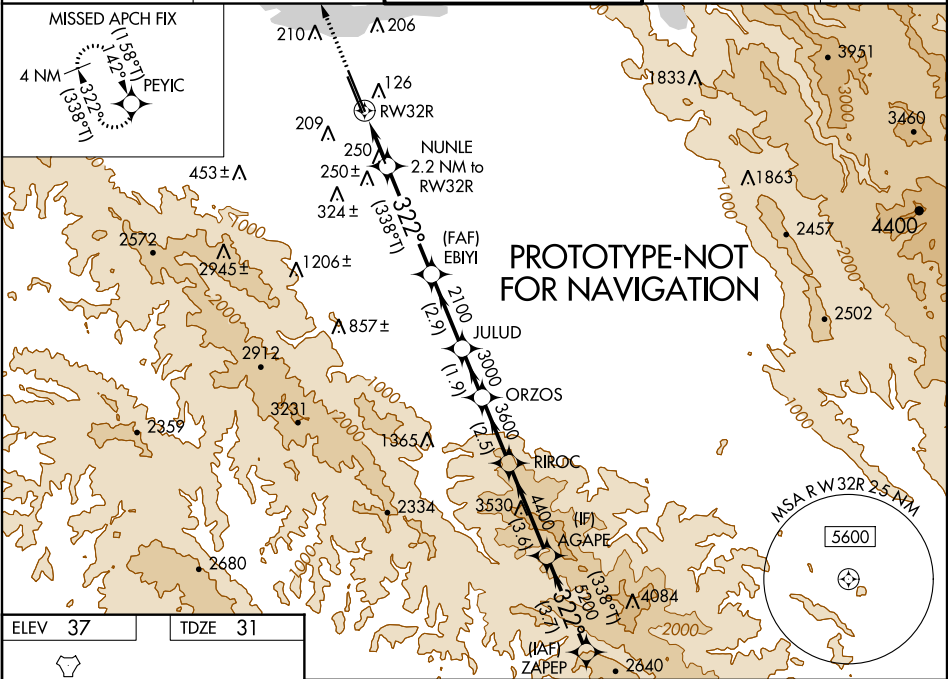 MISSED APCH FIX
4 NM
(158°T)
142°
322°
(338°T)
PEYIC
210
206
126
RW32R
209
250
250±
NUNLE
2.2 NM to
RW32R
453±
324±
322°
(338°T)
(FAF)
EBIYI
1000
2572
2945±
1206±
2000
857±
2912
3231
1000
2000
2359
1365
2334
2680
2100
(2.9)
JULUD
3000
(1.9)
ORZOS
3600
(2.5)
RIROC
4400
3530
(3.6)
(IF)
AGAPE
(338°T)
5200
322°
(3.7)
4084
2000
(IAF)
ZAPEP
2640
PROTOTYPE-NOT
FOR NAVIGATION
3951
1833
3000
3460
1863
1000
2457
4400
2000
2502
1000
MSA RW32R 25 NM
5600
ELEV 37
TDZE 31